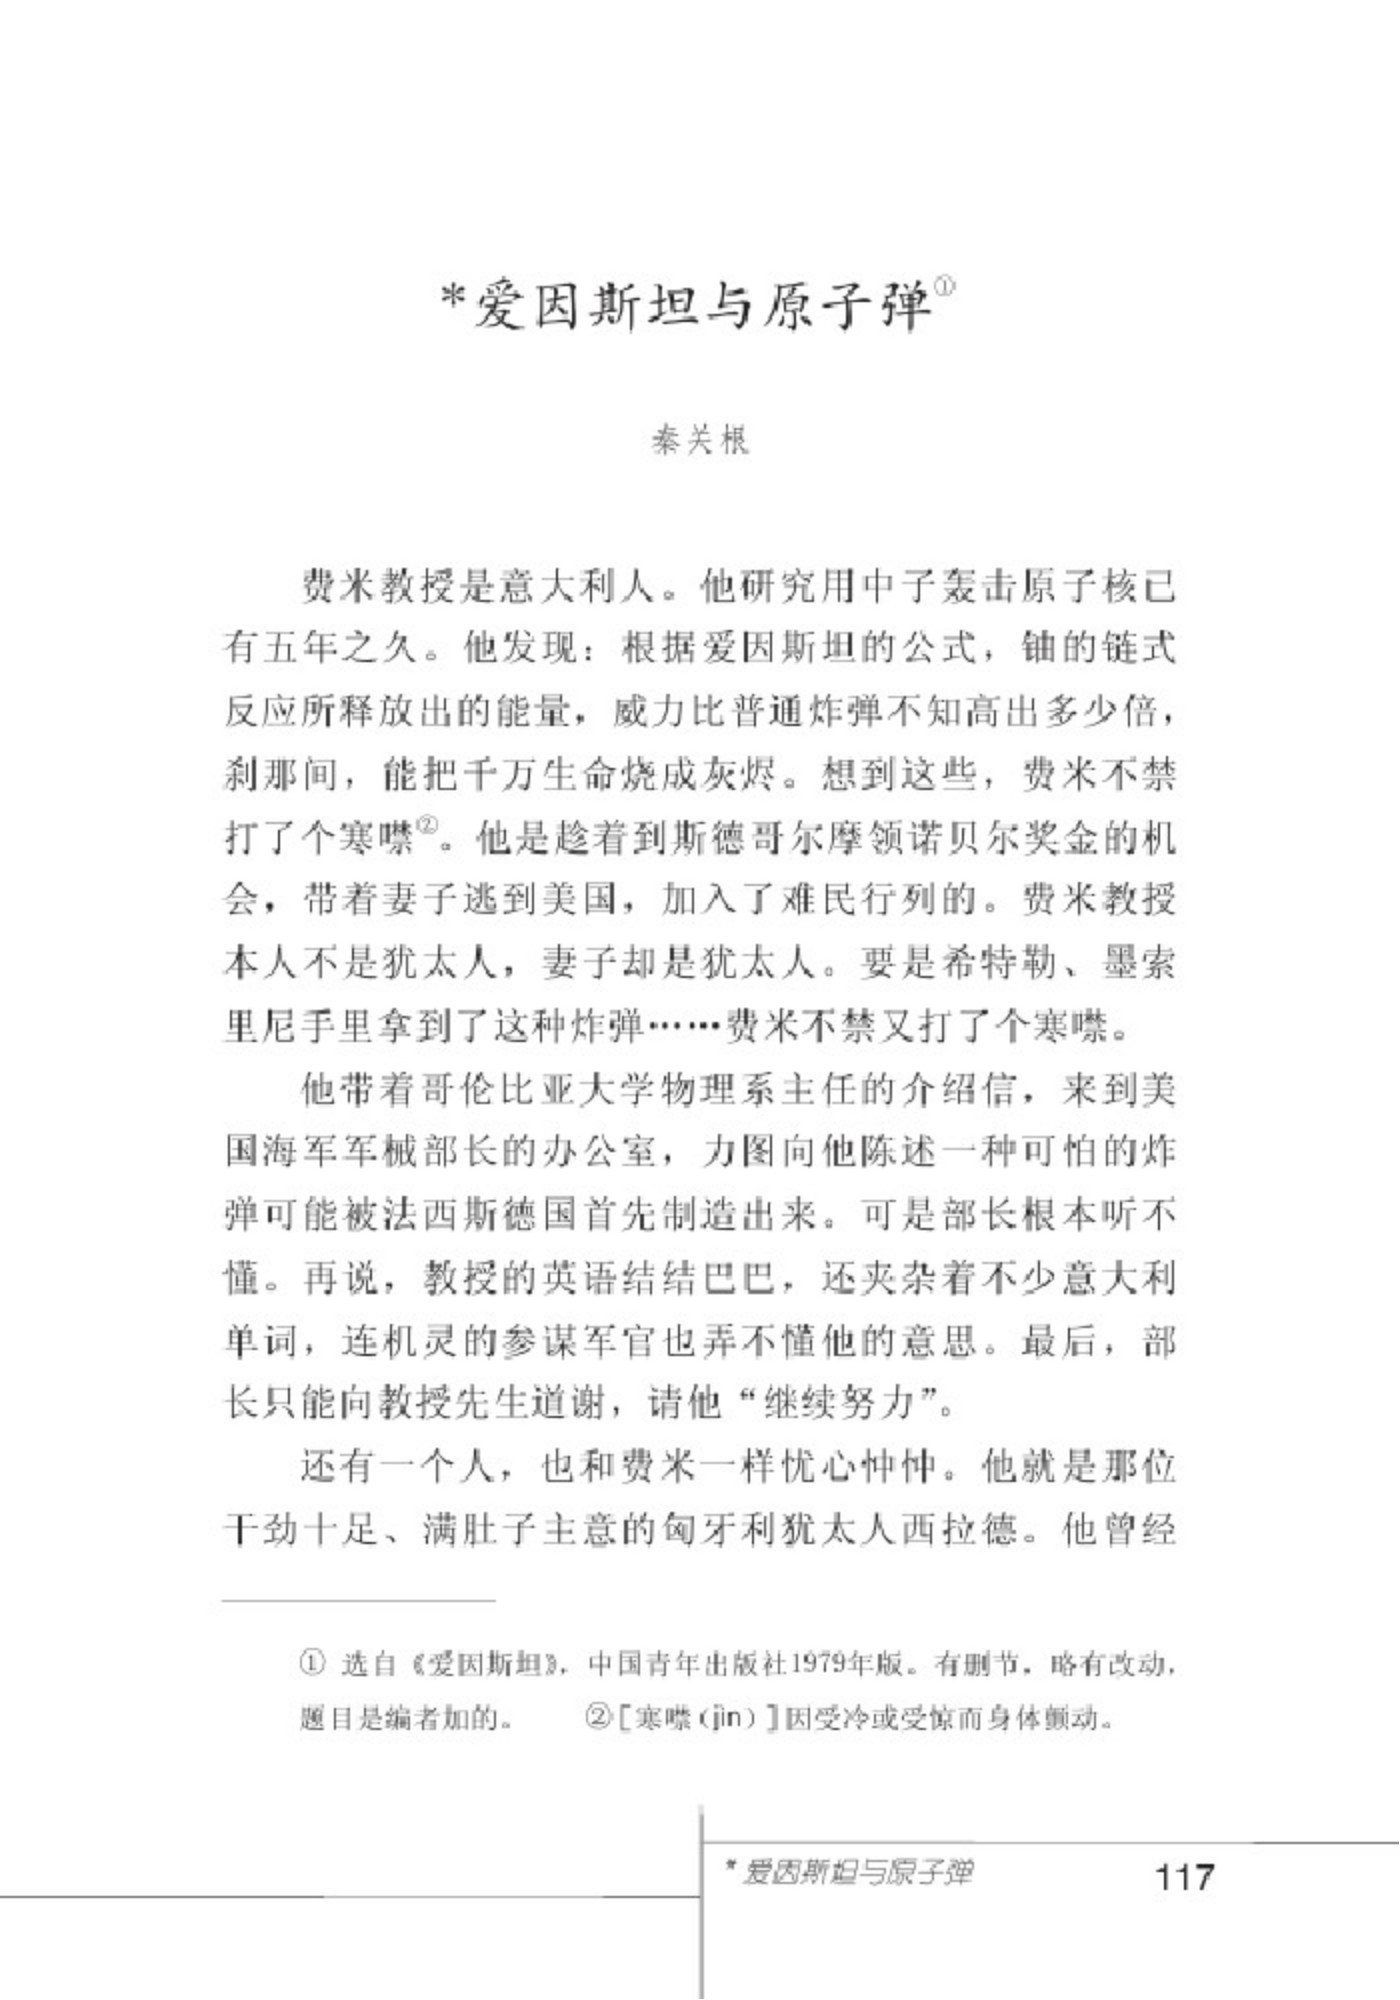 *爱因斯坦与原子弹①
秦关根
费米教授是意大利人。他研究用中子轰击原子核已
有五年之久。他发现：根据爱因斯坦的公式，铀的链式
反应所释放出的能量，威力比普通炸弹不知高出多少倍，
刹那间，能把千万生命烧成灰烬。想到这些，费米不禁
打了个寒噤②。他是趁着到斯德哥尔摩领诺贝尔奖金的机
会，带着妻子逃到美国，加入了难民行列的。费米教授
本人不是犹太人，妻子却是犹太人。要是希特勒、墨索
里尼手里拿到了这种炸弹……费米不禁又打了个寒噤。
他带着哥伦比亚大学物理系主任的介绍信，来到美
国海军军械部长的办公室，力图向他陈述一种可怕的炸
弹可能被法西斯德国首先制造出来。可是部长根本听不
懂。再说，教授的英语结结巴巴，还夹杂着不少意大利
单词，连机灵的参谋军官也弄不懂他的意思。最后，部
长只能向教授先生道谢，请他“继续努力”。
还有一个人，也和费米一样忧心忡忡。他就是那位
干劲十足、满肚子主意的匈牙利犹太人西拉德。他曾经
① 选自《爱因斯坦》，中国青年出版社1979年版。有删节，略有改动，
题目是编者加的。 ②［寒噤（jìn）］因受冷或受惊而身体颤动。
*爱因斯坦与原子弹 117